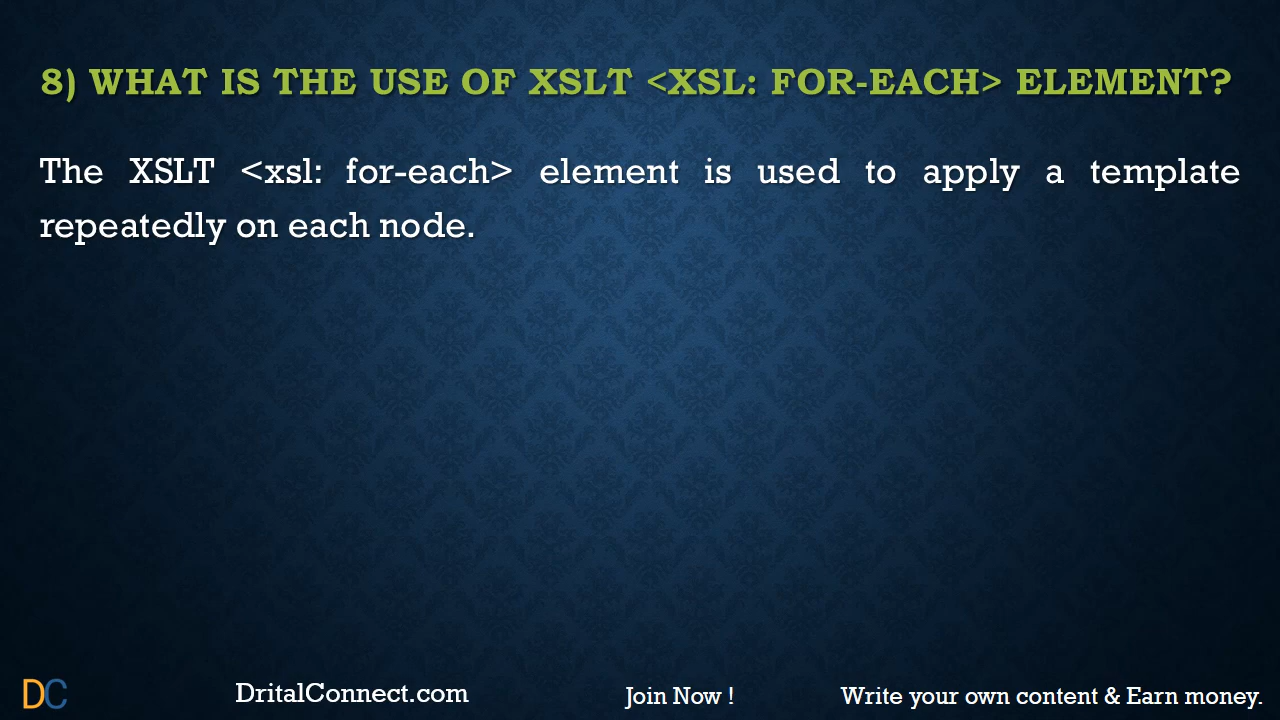 8) WHAT IS THE USE OF XSLT <XSL: FOR-EACH> ELEMENT?
The XSLT <xsl: for-each> element is used to apply a template
repeatedly on each node.
DC
DritalConnect.com
Join Now !
Write your own content & Earn money.